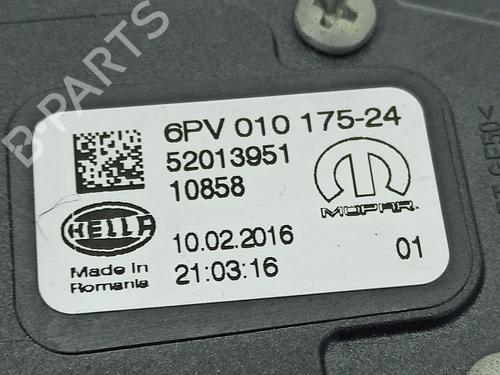 B-PARTS
6PV 010 175-24
52013951
10858
MOPAR
HELLA
10.02.2016
01
Made in
Romania
21:03:16